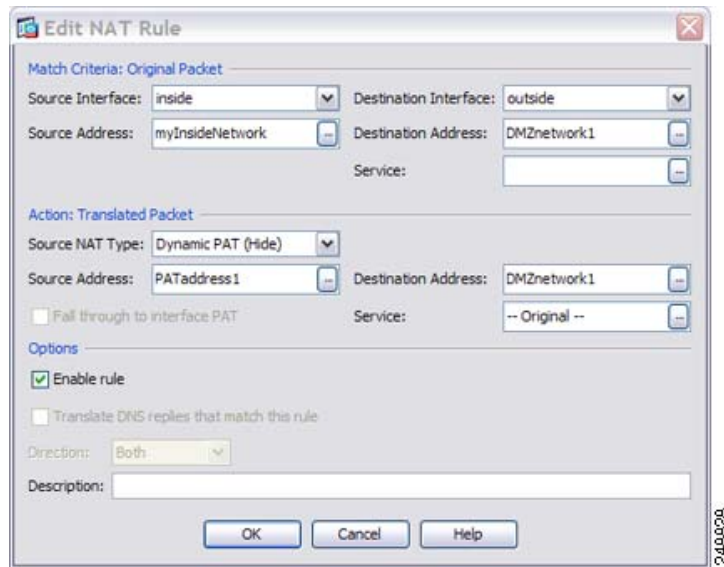 Edit NAT Rule
Match Criteria: Original Packet
Source Interface: inside Destination Interface: outside
Source Address: myInsideNetwork ... Destination Address: DMZnetwork1 ...
Service: ...
Action: Translated Packet
Source NAT Type: Dynamic PAT (Hide)
Source Address: PATaddress1 ... Destination Address: DMZnetwork1 ...
Fall through to interface PAT Service: -- Original -- ...
Options
Enable rule
Translate DNS replies that match this rule
Direction: Both
Description:
OK Cancel Help
248829